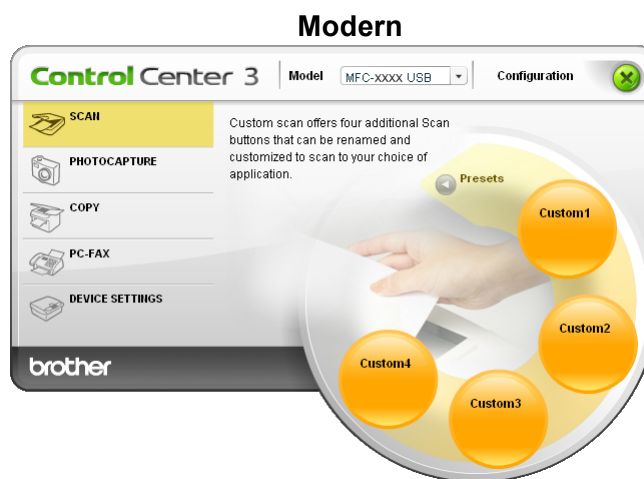 Modern
Control Center 3
Model
MFC-XXXX USB
Configuration
SCAN
PHOTOCAPTURE
COPY
PC-FAX
DEVICE SETTINGS
Custom scan offers four additional Scan
buttons that can be renamed and
customized to scan to your choice of
application.
Presets
Custom1
Custom2
Custom3
Custom4
brother